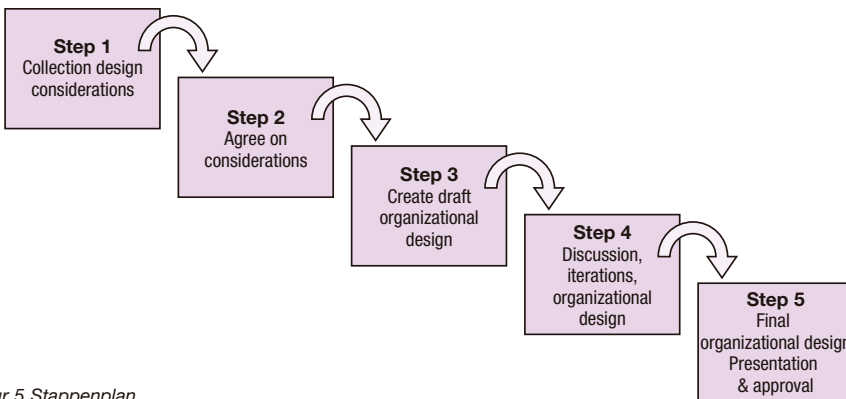 Step 1
Collection design
considerations
Step 2
Agree on
considerations
Step 3
Create draft
organizational
design
Step 4
Discussion,
iterations,
organizational
design
Step 5
Final
organizational design
Presentation
& approval
5 Stappenplan